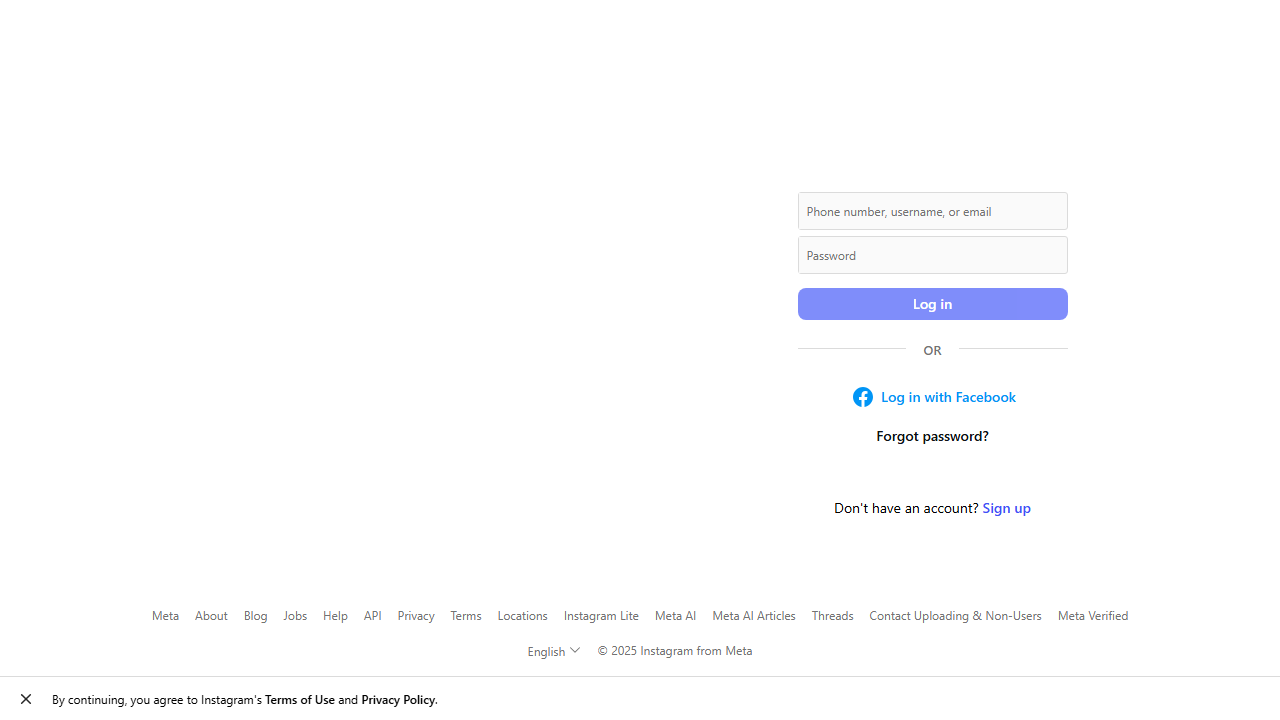 Phone number, username, or email
Password
Log in
OR
Log in with Facebook
Forgot password?
Don't have an account? Sign up
Meta About Blog Jobs Help API Privacy Terms Locations Instagram Lite Meta AI Meta AI Articles Threads Contact Uploading & Non-Users Meta Verified
English © 2025 Instagram from Meta
By continuing, you agree to Instagram's Terms of Use and Privacy Policy.